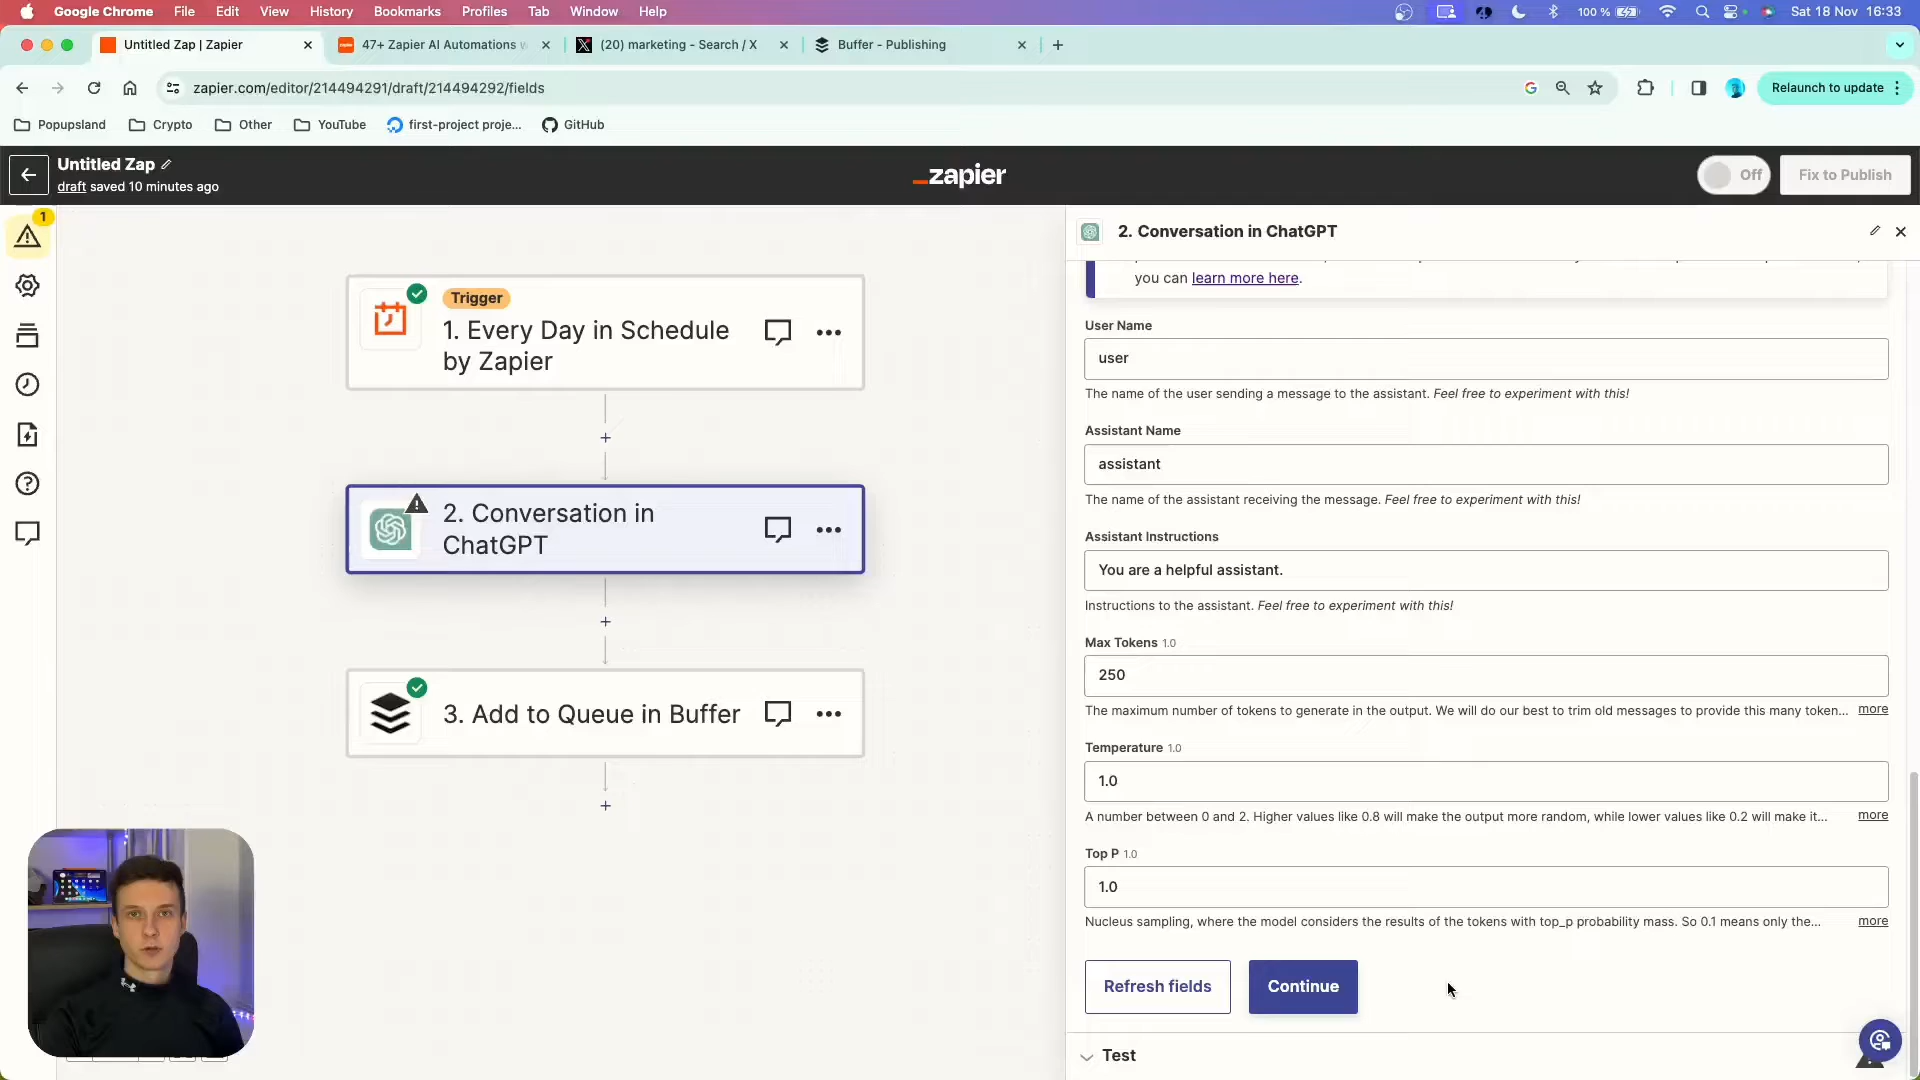 Google Chrome File Edit View History Bookmarks Profiles Tab Window Help 100 % Sat 18 Nov 16:33
Untitled Zap | Zapier 47+ Zapier AI Automations (20) marketing - Search / X Buffer - Publishing
zapier.com/editor/214494291/draft/214494292/fields Relaunch to update
Popupsland Crypto Other YouTube first-project proje... GitHub
Untitled Zap
draft saved 10 minutes ago
_zapier
Off
Fix to Publish
1
Trigger
1. Every Day in Schedule
by Zapier
2. Conversation in
ChatGPT
3. Add to Queue in Buffer
2. Conversation in ChatGPT
you can learn more here.
User Name
user
The name of the user sending a message to the assistant. Feel free to experiment with this!
Assistant Name
assistant
The name of the assistant receiving the message. Feel free to experiment with this!
Assistant Instructions
You are a helpful assistant.
Instructions to the assistant. Feel free to experiment with this!
Max Tokens 1.0
250
The maximum number of tokens to generate in the output. We will do our best to trim old messages to provide this many token... more
Temperature 1.0
1.0
A number between 0 and 2. Higher values like 0.8 will make the output more random, while lower values like 0.2 will make it... more
Top P 1.0
1.0
Nucleus sampling, where the model considers the results of the tokens with top_p probability mass. So 0.1 means only the... more
Refresh fields Continue
Test